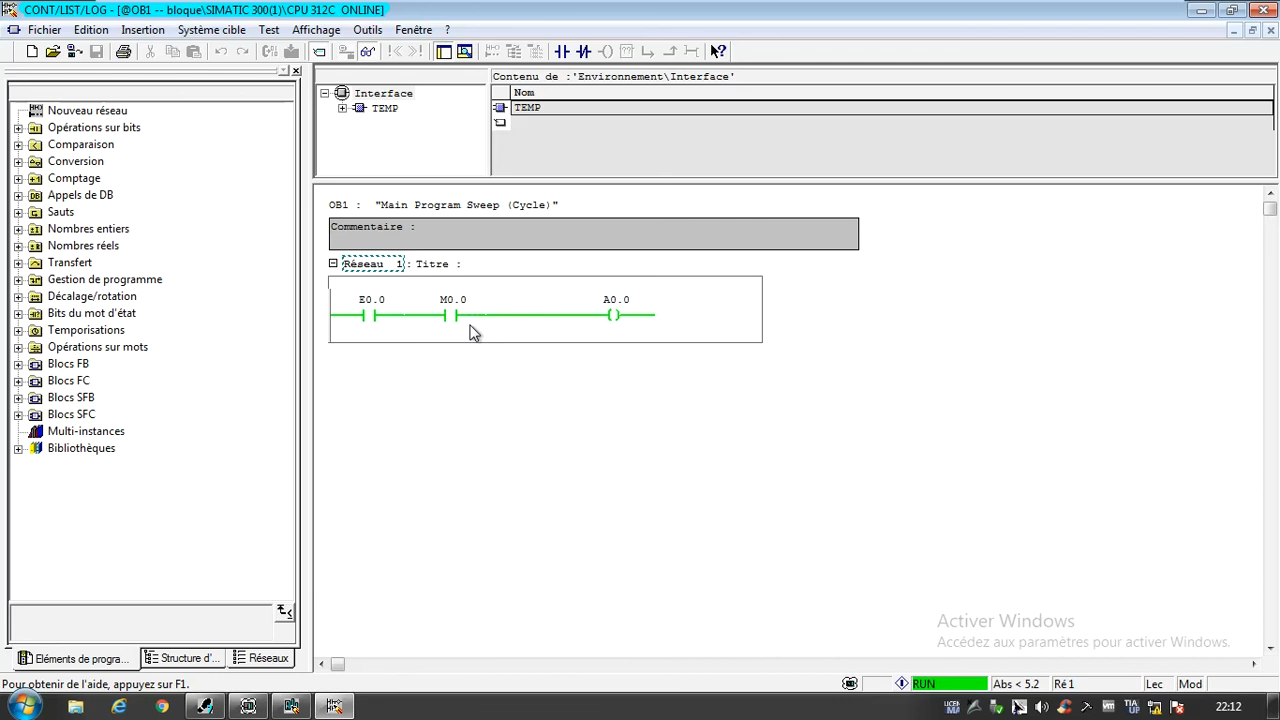 CONT/LIST/LOG - [@OB1 -- bloque\SIMATIC 300(1)\CPU 312C ONLINE]
Fichier Edition Insertion Système cible Test Affichage Outils Fenêtre ?
Nouveau réseau
Opérations sur bits
Comparaison
Conversion
Comptage
Appels de DB
Sauts
Nombres entiers
Nombres réels
Transfert
Gestion de programme
Décalage/rotation
Bits du mot d'état
Temporisations
Opérations sur mots
Blocs FB
Blocs FC
Blocs SFB
Blocs SFC
Multi-instances
Bibliothèques
Eléments de progra... Structure d'... Réseaux
Interface
TEMP
Contenu de :'Environnement\Interface'
Nom
TEMP
OB1 : "Main Program Sweep (Cycle)"
Commentaire :
Réseau 1: Titre :
E0.0 M0.0 A0.0
Activer Windows
Accédez aux paramètres pour activer Windows.
Pour obtenir de l'aide, appuyez sur F1. RUN Abs < 5.2 Ré 1 Lec Mod
22:12